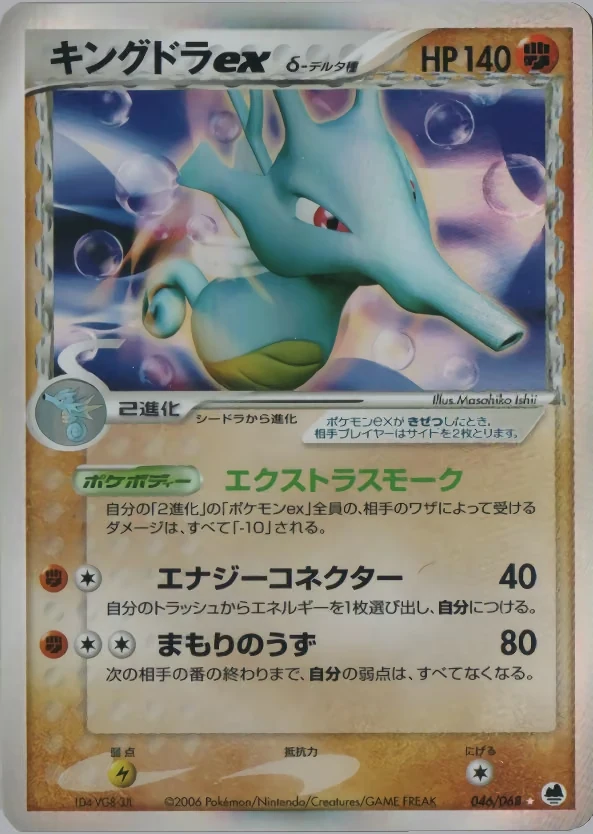 キングドラex δ-デルタ種 HP 140
Illus. Masahiko Ishii
2進化
シードラから進化
ポケモンexが きぜつしたとき、
相手プレイヤーはサイドを2枚とります。
ポケボディー エクストラスモーク
自分の「2進化」の「ポケモンex」全員の、相手のワザによって受ける
ダメージは、すべて「-10」される。
エナジーコネクター 40
自分のトラッシュからエネルギーを1枚選び出し、自分につける。
まもりのうず 80
次の相手の番の終わりまで、自分の弱点は、すべてなくなる。
弱点 抵抗力 にげる
©2006 Pokémon/Nintendo/Creatures/GAME FREAK 046/068 ★